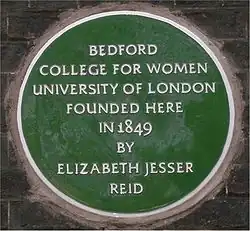 BEDFORD
COLLEGE FOR WOMEN
UNIVERSITY OF LONDON
FOUNDED HERE
IN 1849
BY
ELIZABETH JESSER
REID